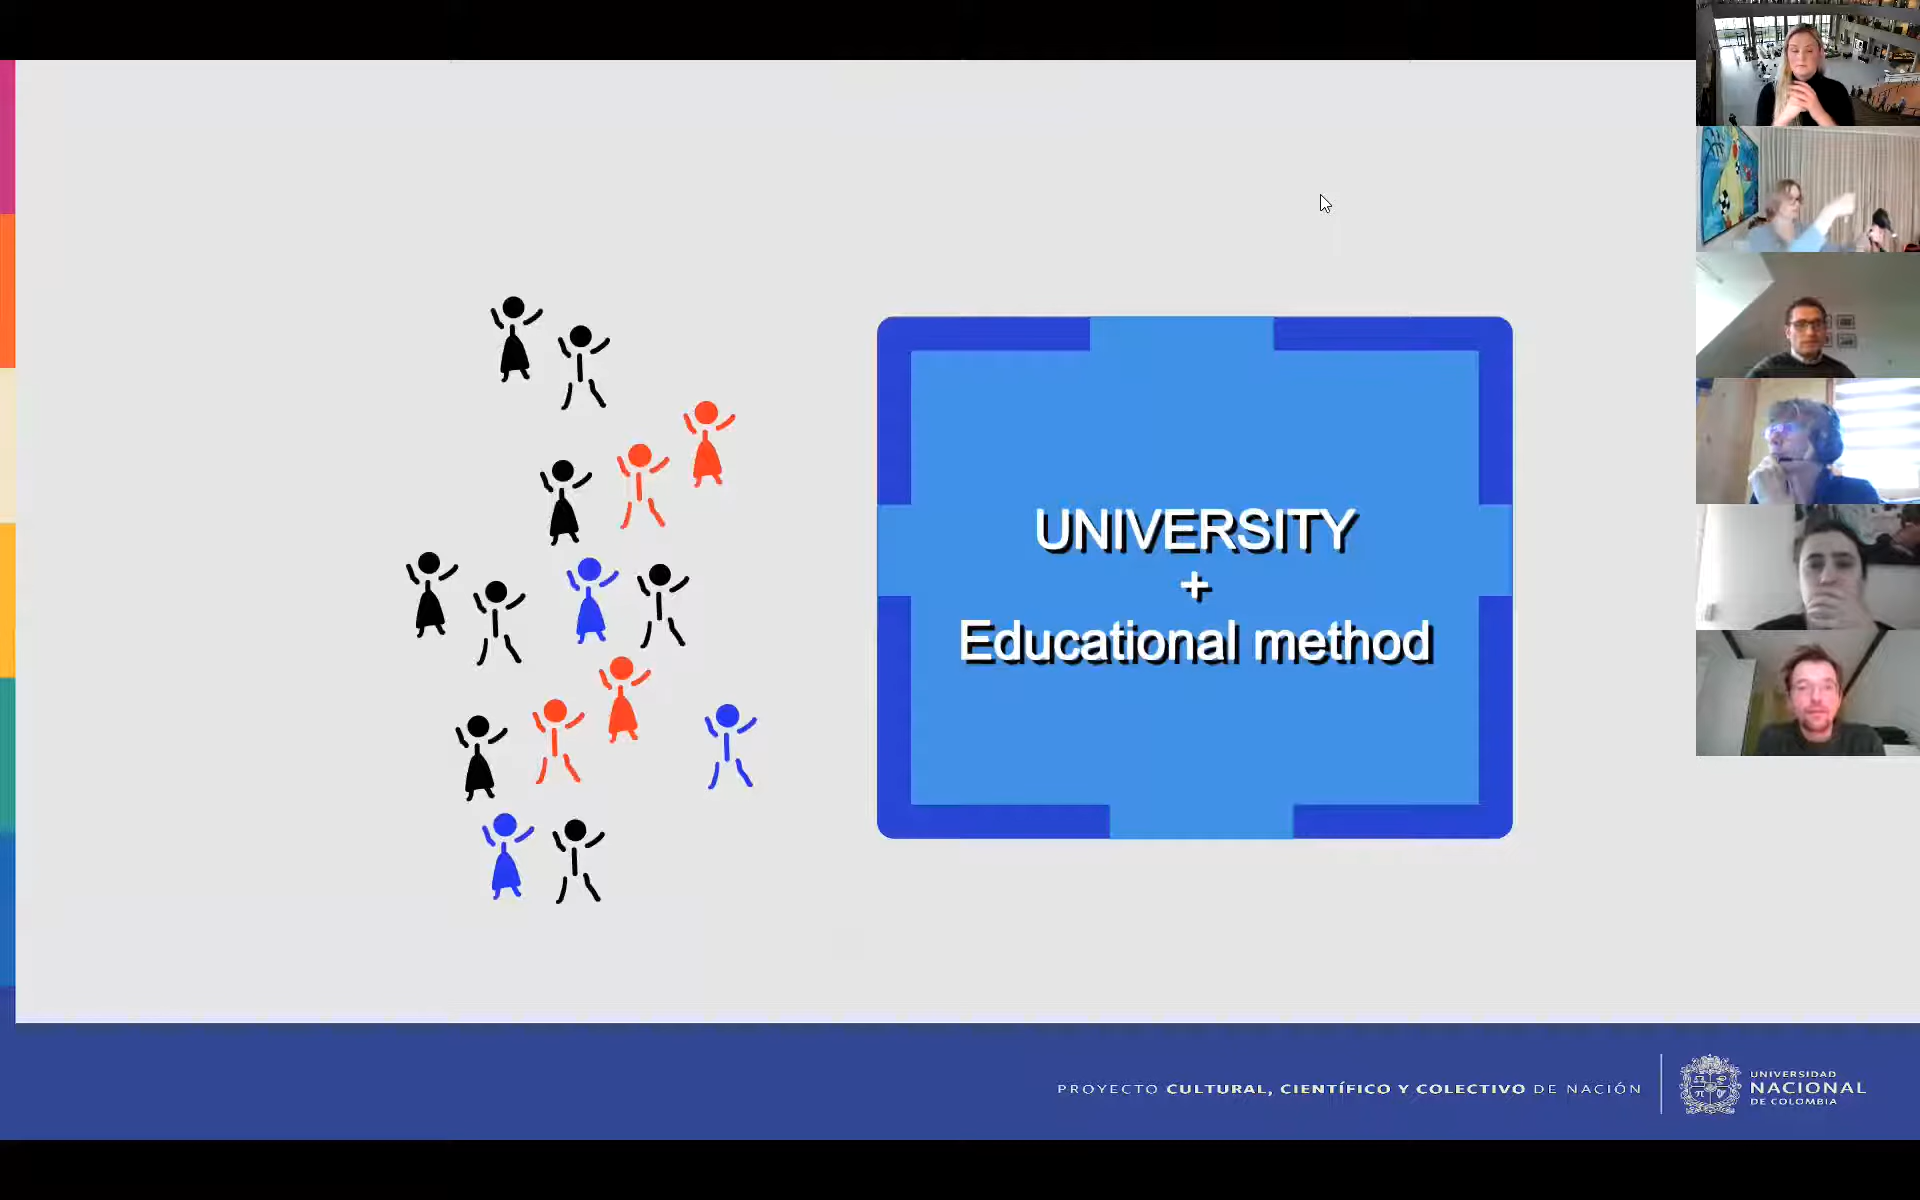 UNIVERSITY
+
Educational method
PROYECTO CULTURAL, CIENTÍFICO Y COLECTIVO DE NACIÓN
UNIVERSIDAD
NACIONAL
DE COLOMBIA